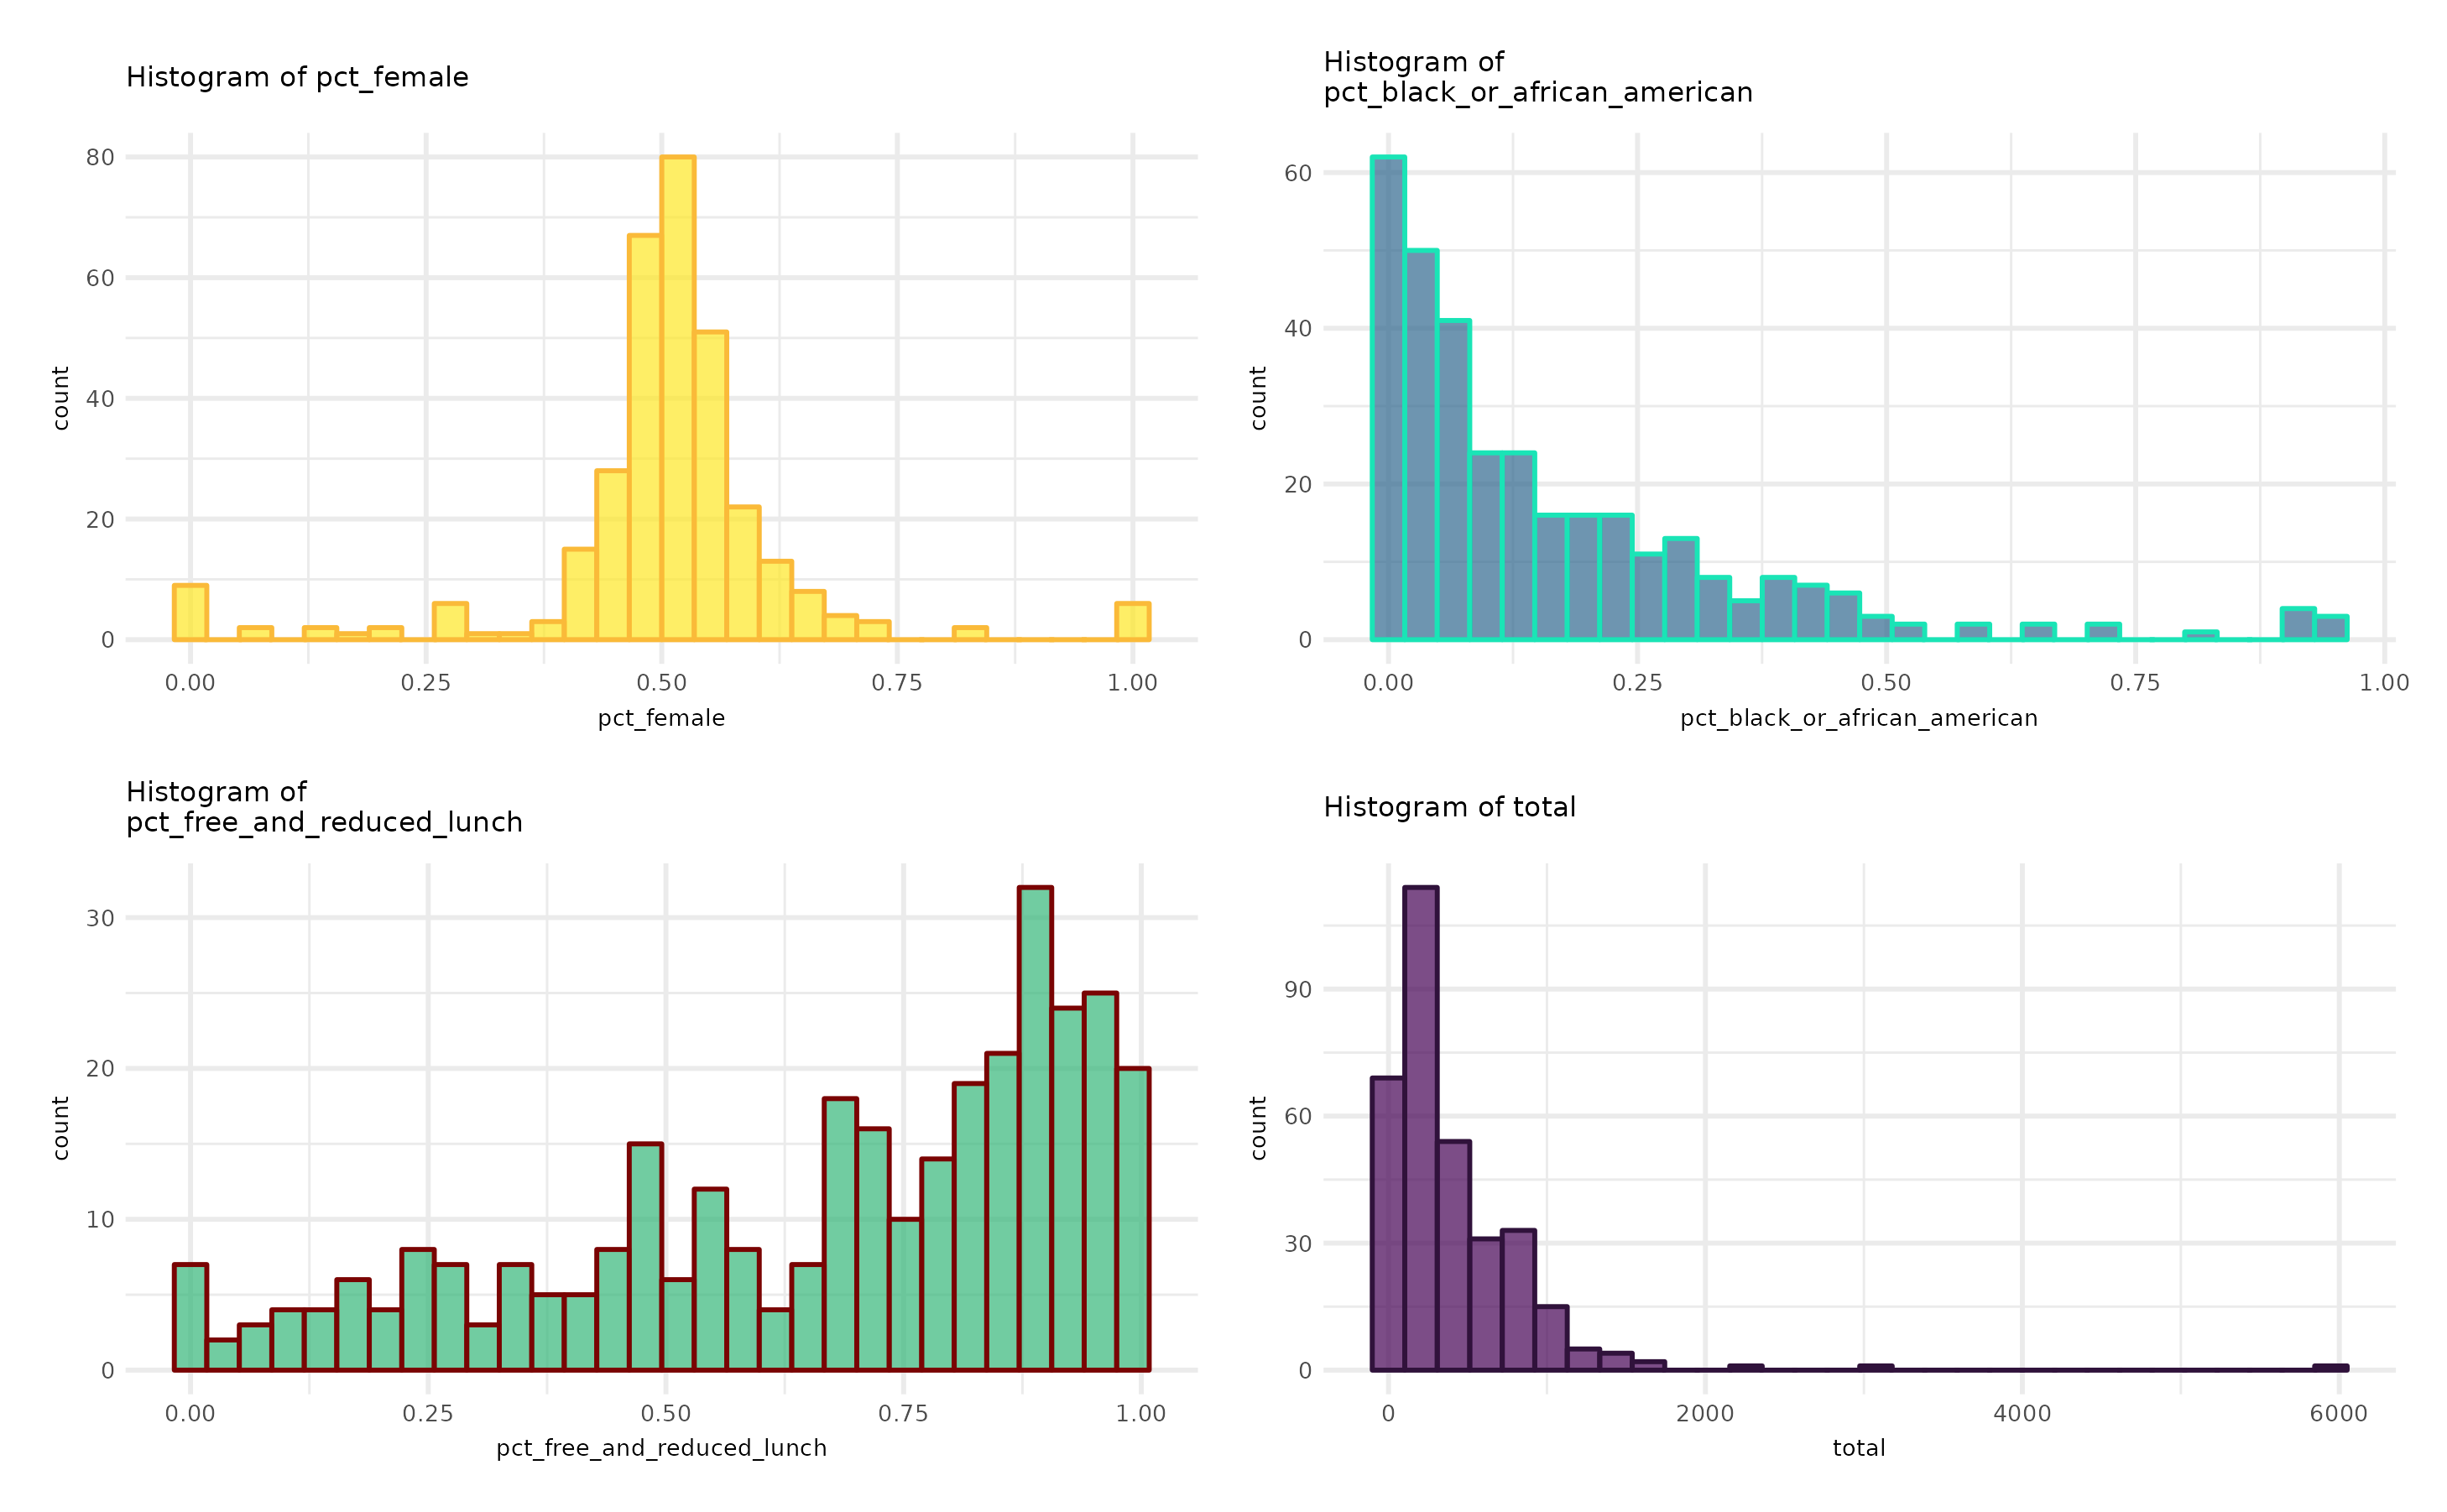 Histogram of pct_female
80
60
40
20
0
count
0.00 0.25 0.50 0.75 1.00
pct_female
Histogram of
pct_black_or_african_american
60
40
20
0
count
0.00 0.25 0.50 0.75 1.00
pct_black_or_african_american
Histogram of
pct_free_and_reduced_lunch
30
20
10
0
count
0.00 0.25 0.50 0.75 1.00
pct_free_and_reduced_lunch
Histogram of total
90
60
30
0
count
0 2000 4000 6000
total